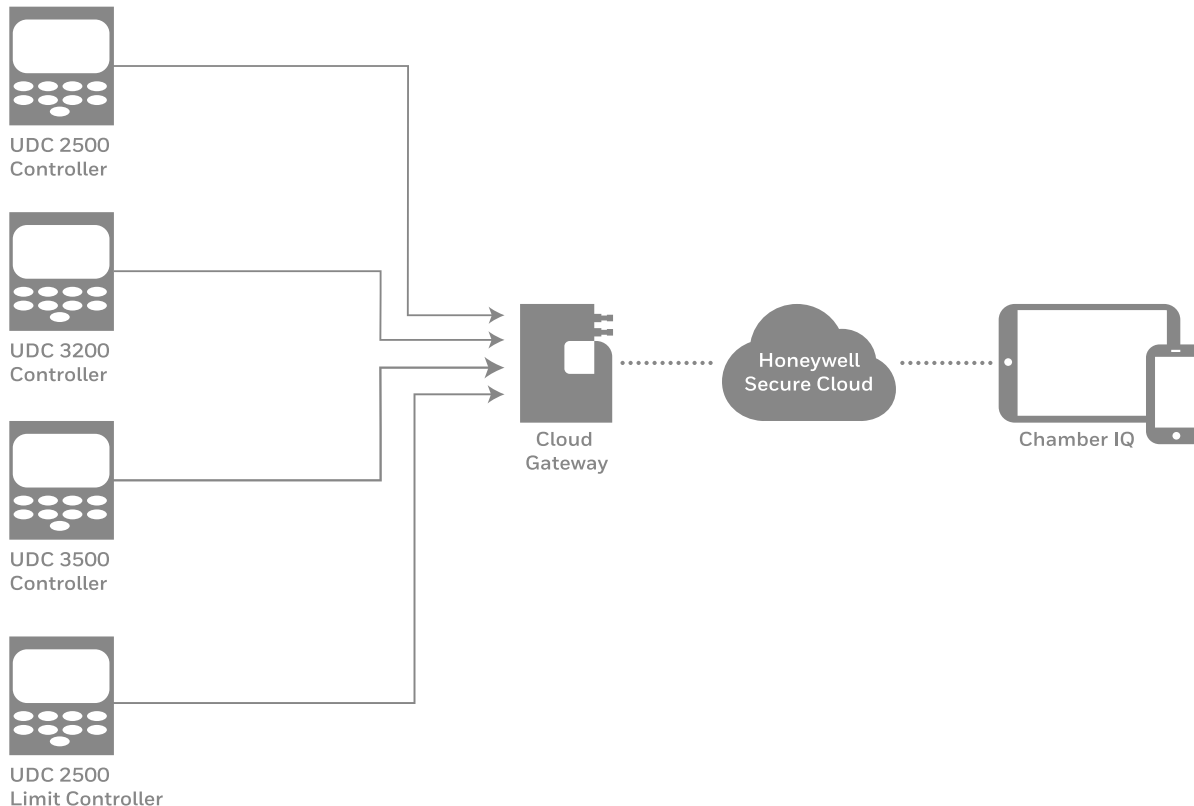 UDC 2500
Controller
UDC 3200
Controller
UDC 3500
Controller
UDC 2500
Limit Controller
Cloud
Gateway
Honeywell
Secure Cloud
Chamber IQ